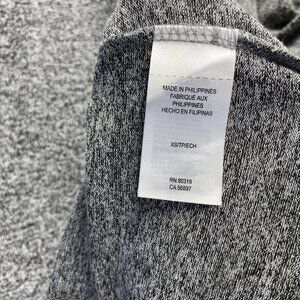 MADE IN PHILIPPINES
FABRIQUÉ AUX
PHILIPPINES
HECHO EN FILIPINAS
XS/TP/ECH
RN 80318
CA 56897